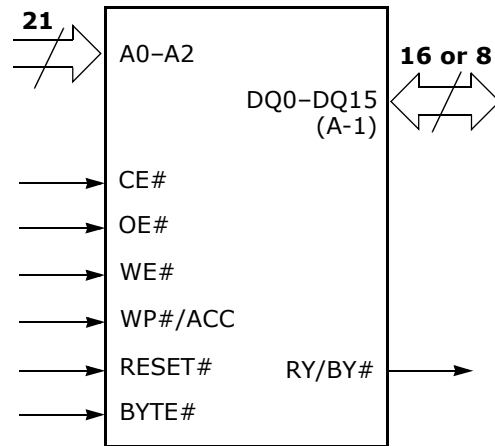 21
A0–A2
16 or 8
DQ0–DQ15
(A-1)
CE#
OE#
WE#
WP#/ACC
RESET#
RY/BY#
BYTE#